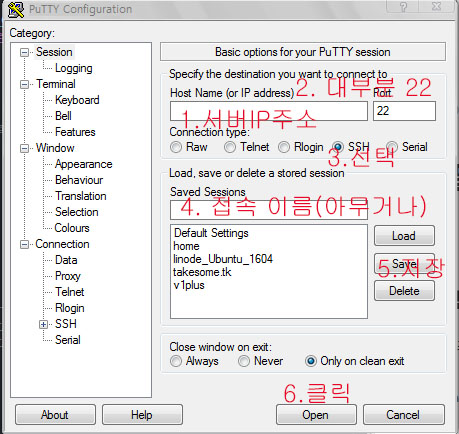 PuTTY Configuration
Category:
Session
Logging
Terminal
Keyboard
Bell
Features
Window
Appearance
Behaviour
Translation
Selection
Colours
Connection
Data
Proxy
Telnet
Rlogin
SSH
Serial
Basic options for your PuTTY session
Specify the destination you want to connect to
Host Name (or IP address)
Port
2. 대부분 22
1.서버IP주소
22
Connection type:
Raw
Telnet
Rlogin
SSH
Serial
3.선택
Load, save or delete a stored session
Saved Sessions
4. 접속 이름(아무거나)
Default Settings
home
linode_Ubuntu_1604
takesome.tk
v1plus
Load
Save
5.저장
Delete
Close window on exit:
Always
Never
Only on clean exit
6.클릭
About
Help
Open
Cancel